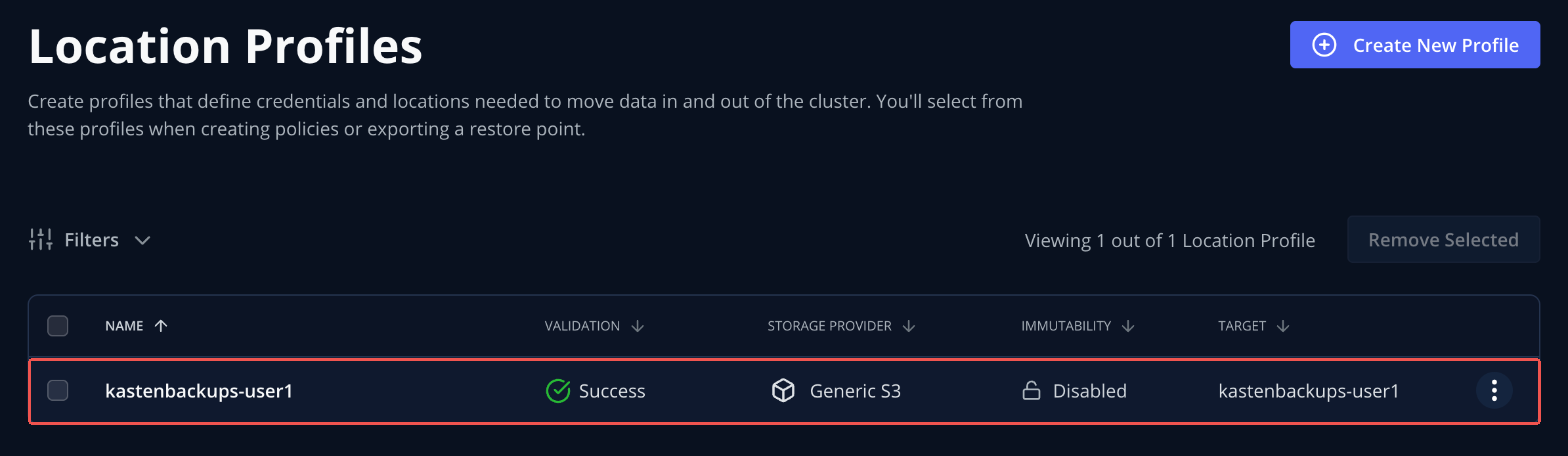 Location Profiles
Create New Profile
Create profiles that define credentials and locations needed to move data in and out of the cluster. You'll select from
these profiles when creating policies or exporting a restore point.
Filters
Viewing 1 out of 1 Location Profile
Remove Selected
NAME VALIDATION STORAGE PROVIDER IMMUTABILITY TARGET
kastenbackups-user1 Success Generic S3 Disabled kastenbackups-user1